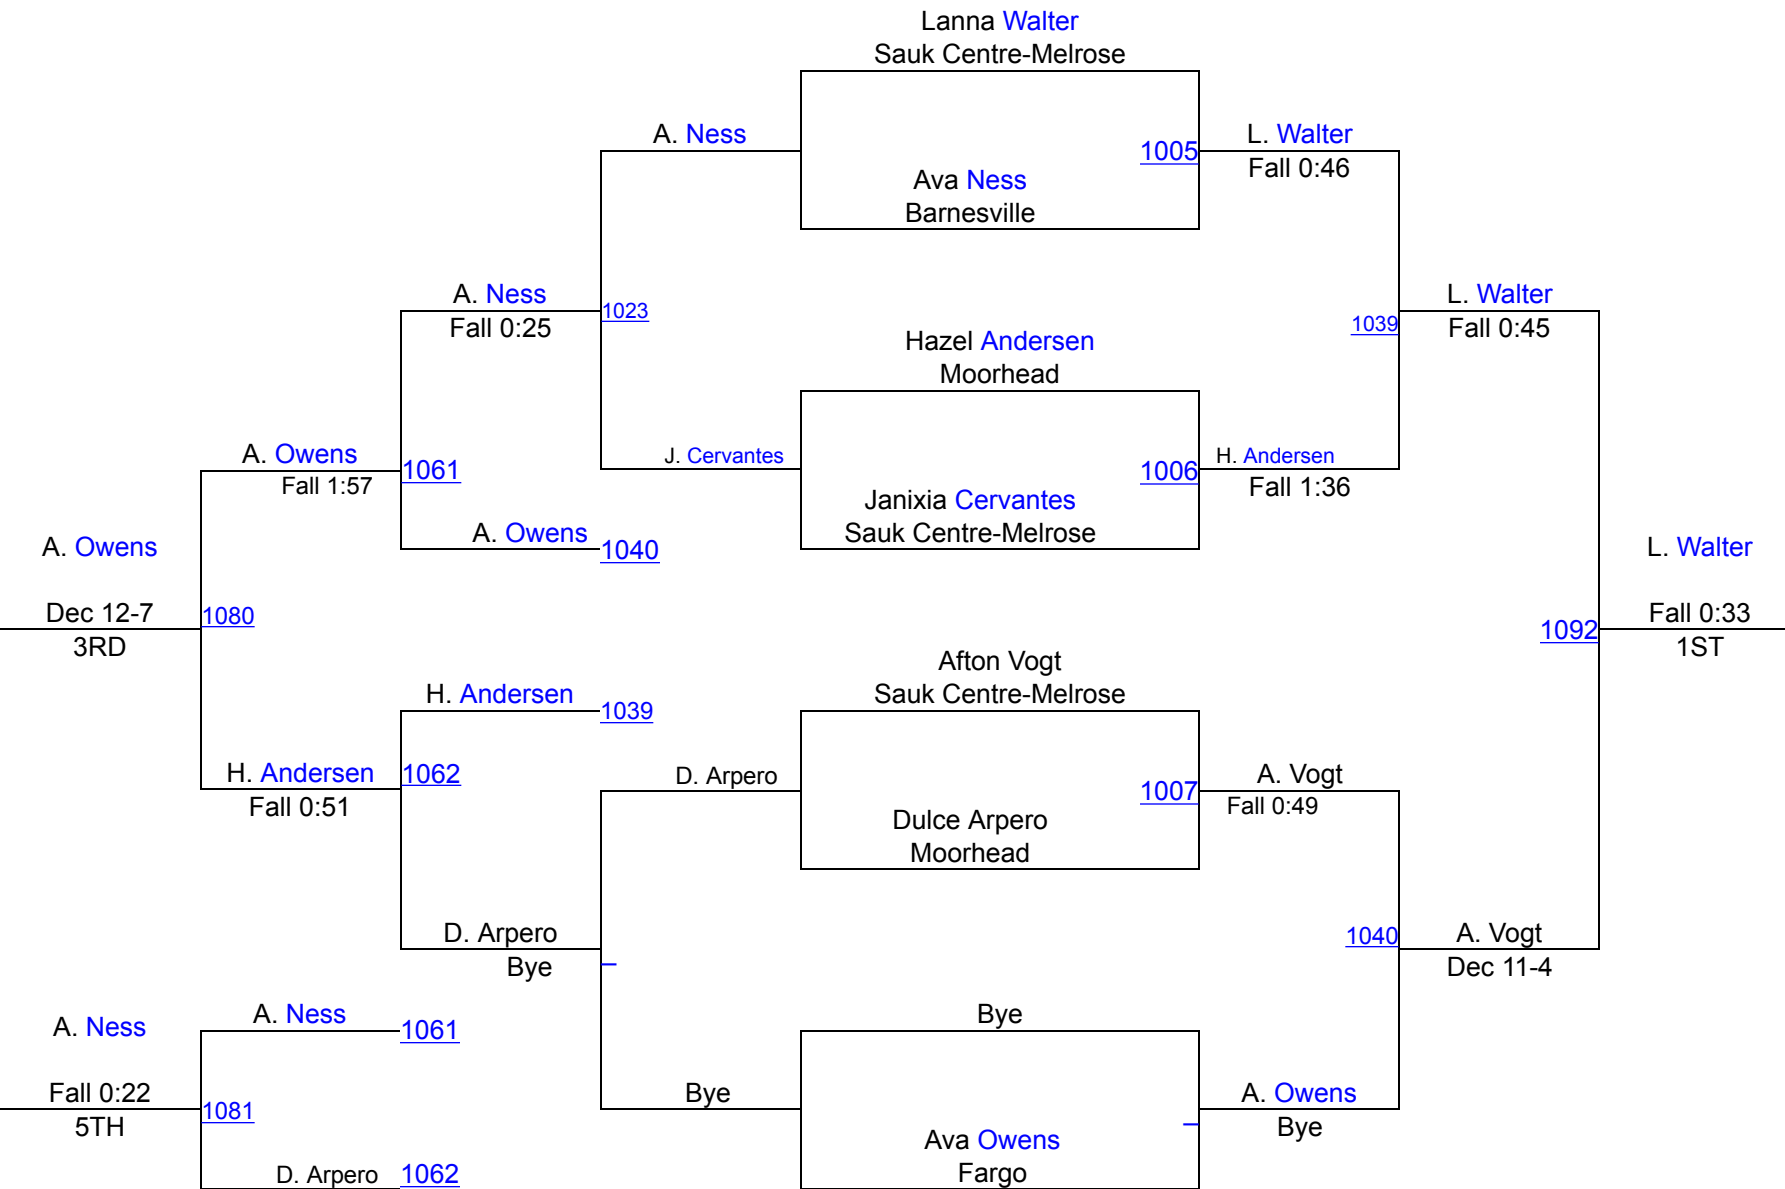 Lanna Walter
Sauk Centre-Melrose
A. Ness
1005
L. Walter
Fall 0:46
Ava Ness
Barnesville
A. Ness
Fall 0:25
1023
Hazel Andersen
Moorhead
1039
L. Walter
Fall 0:45
A. Owens
Fall 1:57
1061
J. Cervantes
1006
H. Andersen
Fall 1:36
Janixia Cervantes
Sauk Centre-Melrose
A. Owens
1040
A. Owens
Dec 12-7
3RD
1080
L. Walter
1092
Fall 0:33
1ST
Afton Vogt
Sauk Centre-Melrose
H. Andersen
1039
H. Andersen
Fall 0:51
1062
D. Arpero
1007
A. Vogt
Fall 0:49
Dulce Arpero
Moorhead
D. Arpero
Bye
1040
A. Vogt
Dec 11-4
A. Ness
Fall 0:22
5TH
A. Ness
1061
1081
Bye
Bye
A. Owens
Bye
Ava Owens
Fargo
D. Arpero
1062